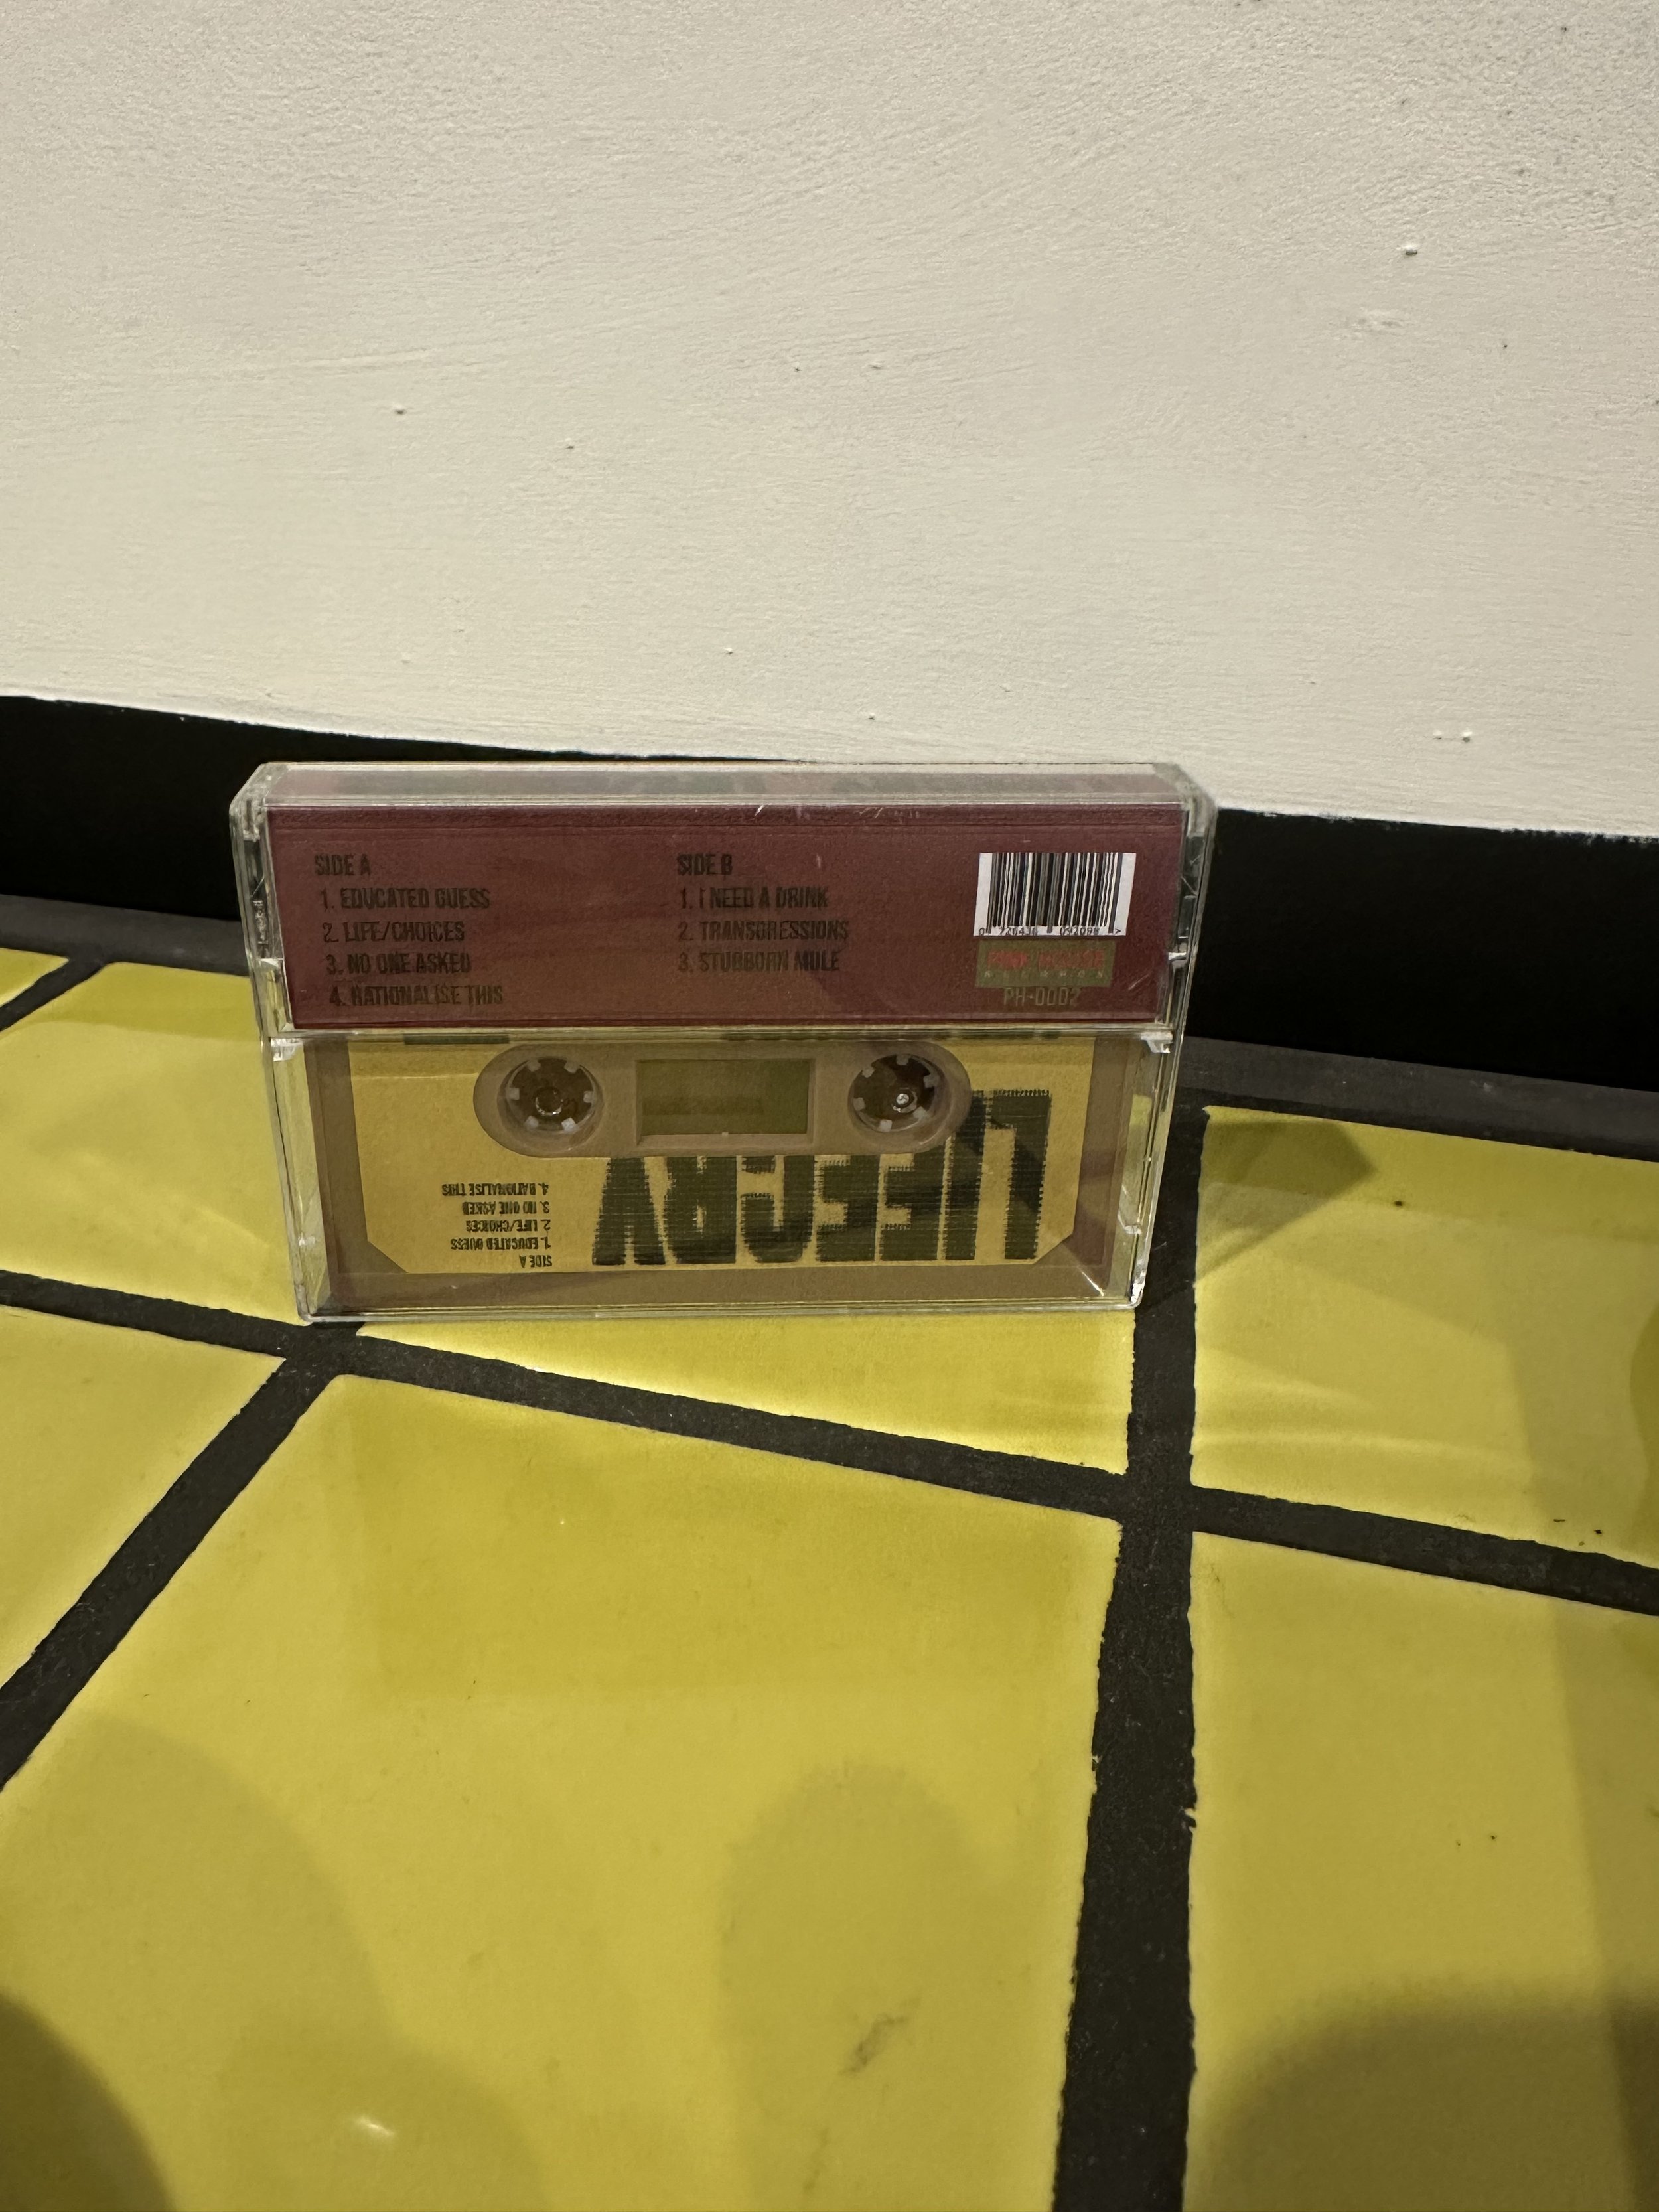 SIDE A
1. EDUCATED GUESS
2. LIFE/CHOICES
3. NO ONE ASKED
4. RATIONALISE THIS
SIDE B
1. I NEED A DRINK
2. TRANSGRESSIONS
3. STUBBORN MULE
RECORDS
PH-0002
LIFECRY
SIDE A
1. EDUCATED GUESS
2. LIFE/CHOICES
3. NO ONE ASKED
4. RATIONALISE THIS